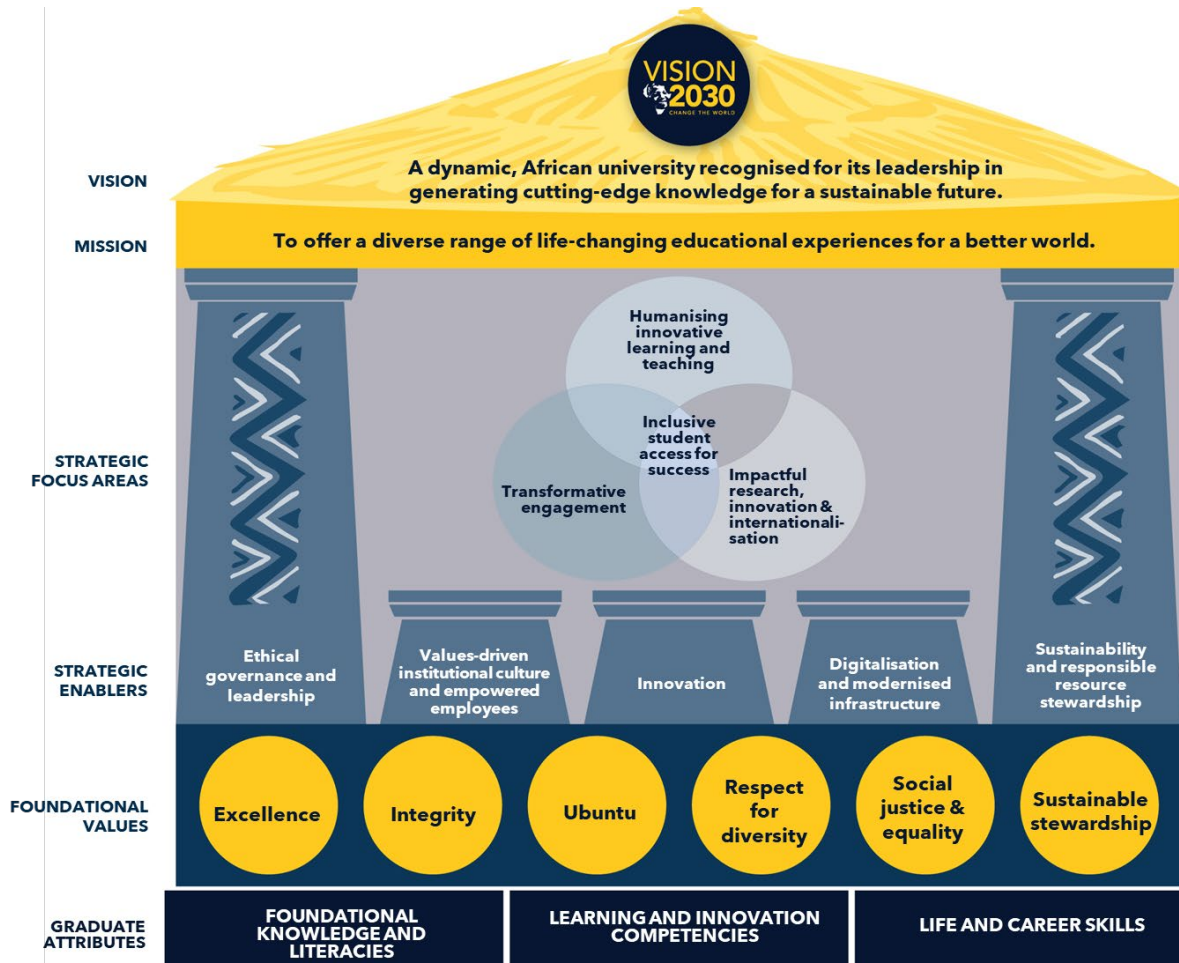 VISION
2030
CHANGE THE WORLD
VISION
A dynamic, African university recognised for its leadership in
generating cutting-edge knowledge for a sustainable future.
MISSION
To offer a diverse range of life-changing educational experiences for a better world.
STRATEGIC
FOCUS AREAS
Humanising
innovative
learning and
teaching
Inclusive
student
access for
success
Transformative
engagement
Impactful
research,
innovation &
internationali-
sation
STRATEGIC
ENABLERS
Ethical
governance and
leadership
Values-driven
institutional culture
and empowered
employees
Innovation
Digitalisation
and modernised
infrastructure
Sustainability
and responsible
resource
stewardship
FOUNDATIONAL
VALUES
Excellence
Integrity
Ubuntu
Respect
for
diversity
Social
justice &
equality
Sustainable
stewardship
GRADUATE
ATTRIBUTES
FOUNDATIONAL
KNOWLEDGE AND
LITERACIES
LEARNING AND INNOVATION
COMPETENCIES
LIFE AND CAREER SKILLS